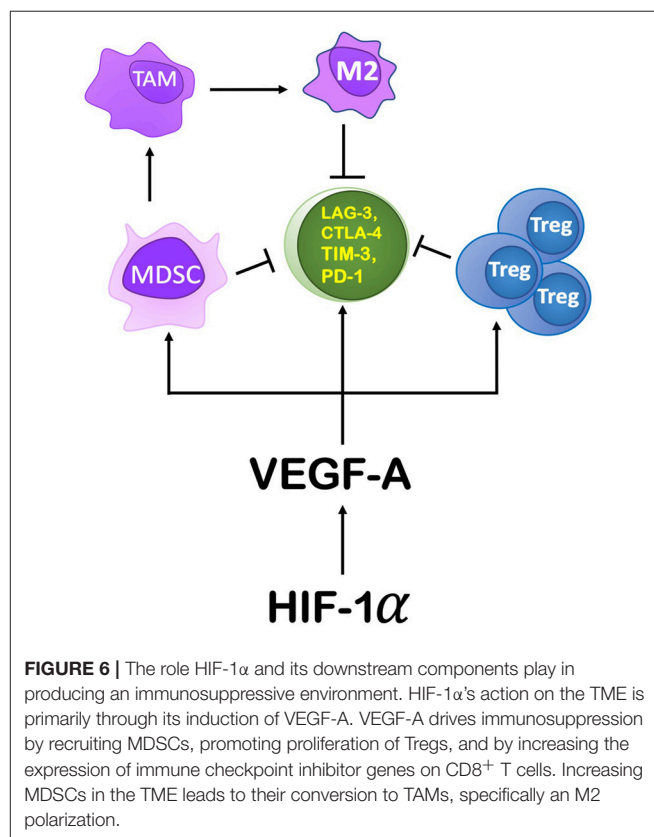 TAM
M2
LAG-3,
CTLA-4
TIM-3,
PD-1
MDSC
Treg
Treg
Treg
VEGF-A
HIF-1α
FIGURE 6 | The role HIF-1α and its downstream components play in
producing an immunosuppressive environment. HIF-1α's action on the TME is
primarily through its induction of VEGF-A. VEGF-A drives immunosuppression
by recruiting MDSCs, promoting proliferation of Tregs, and by increasing the
expression of immune checkpoint inhibitor genes on CD8+ T cells. Increasing
MDSCs in the TME leads to their conversion to TAMs, specifically an M2
polarization.